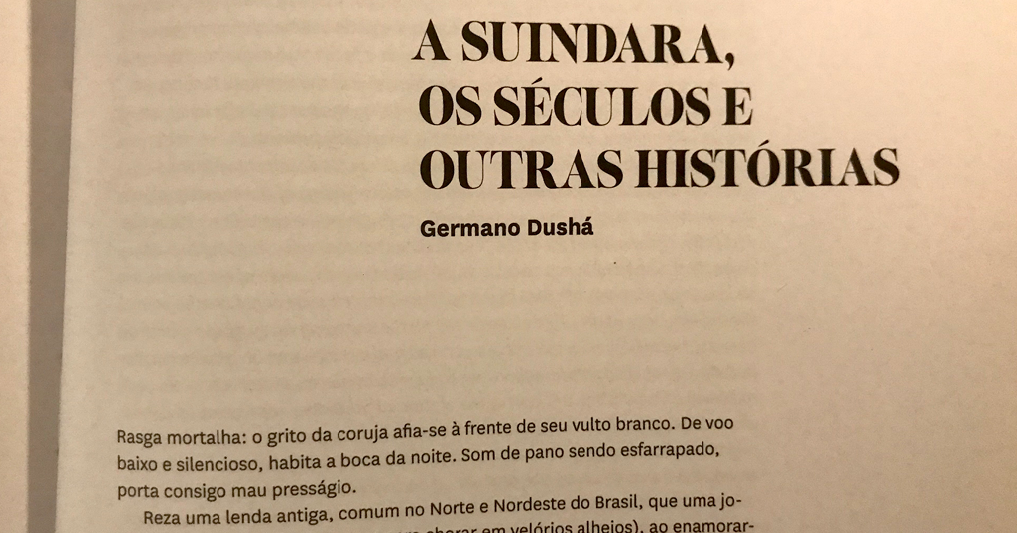 A SUINDARA,
OS SÉCULOS E
OUTRAS HISTÓRIAS
Germano Dushá
Rasga mortalha: o grito da coruja afia-se à frente de seu vulto branco. De voo
baixo e silencioso, habita a boca da noite. Som de pano sendo esfarrapado,
porta consigo mau presságio.
Reza uma lenda antiga, comum no Norte e Nordeste do Brasil, que uma jo-
chorar em velórios alheios), ao enamorar-